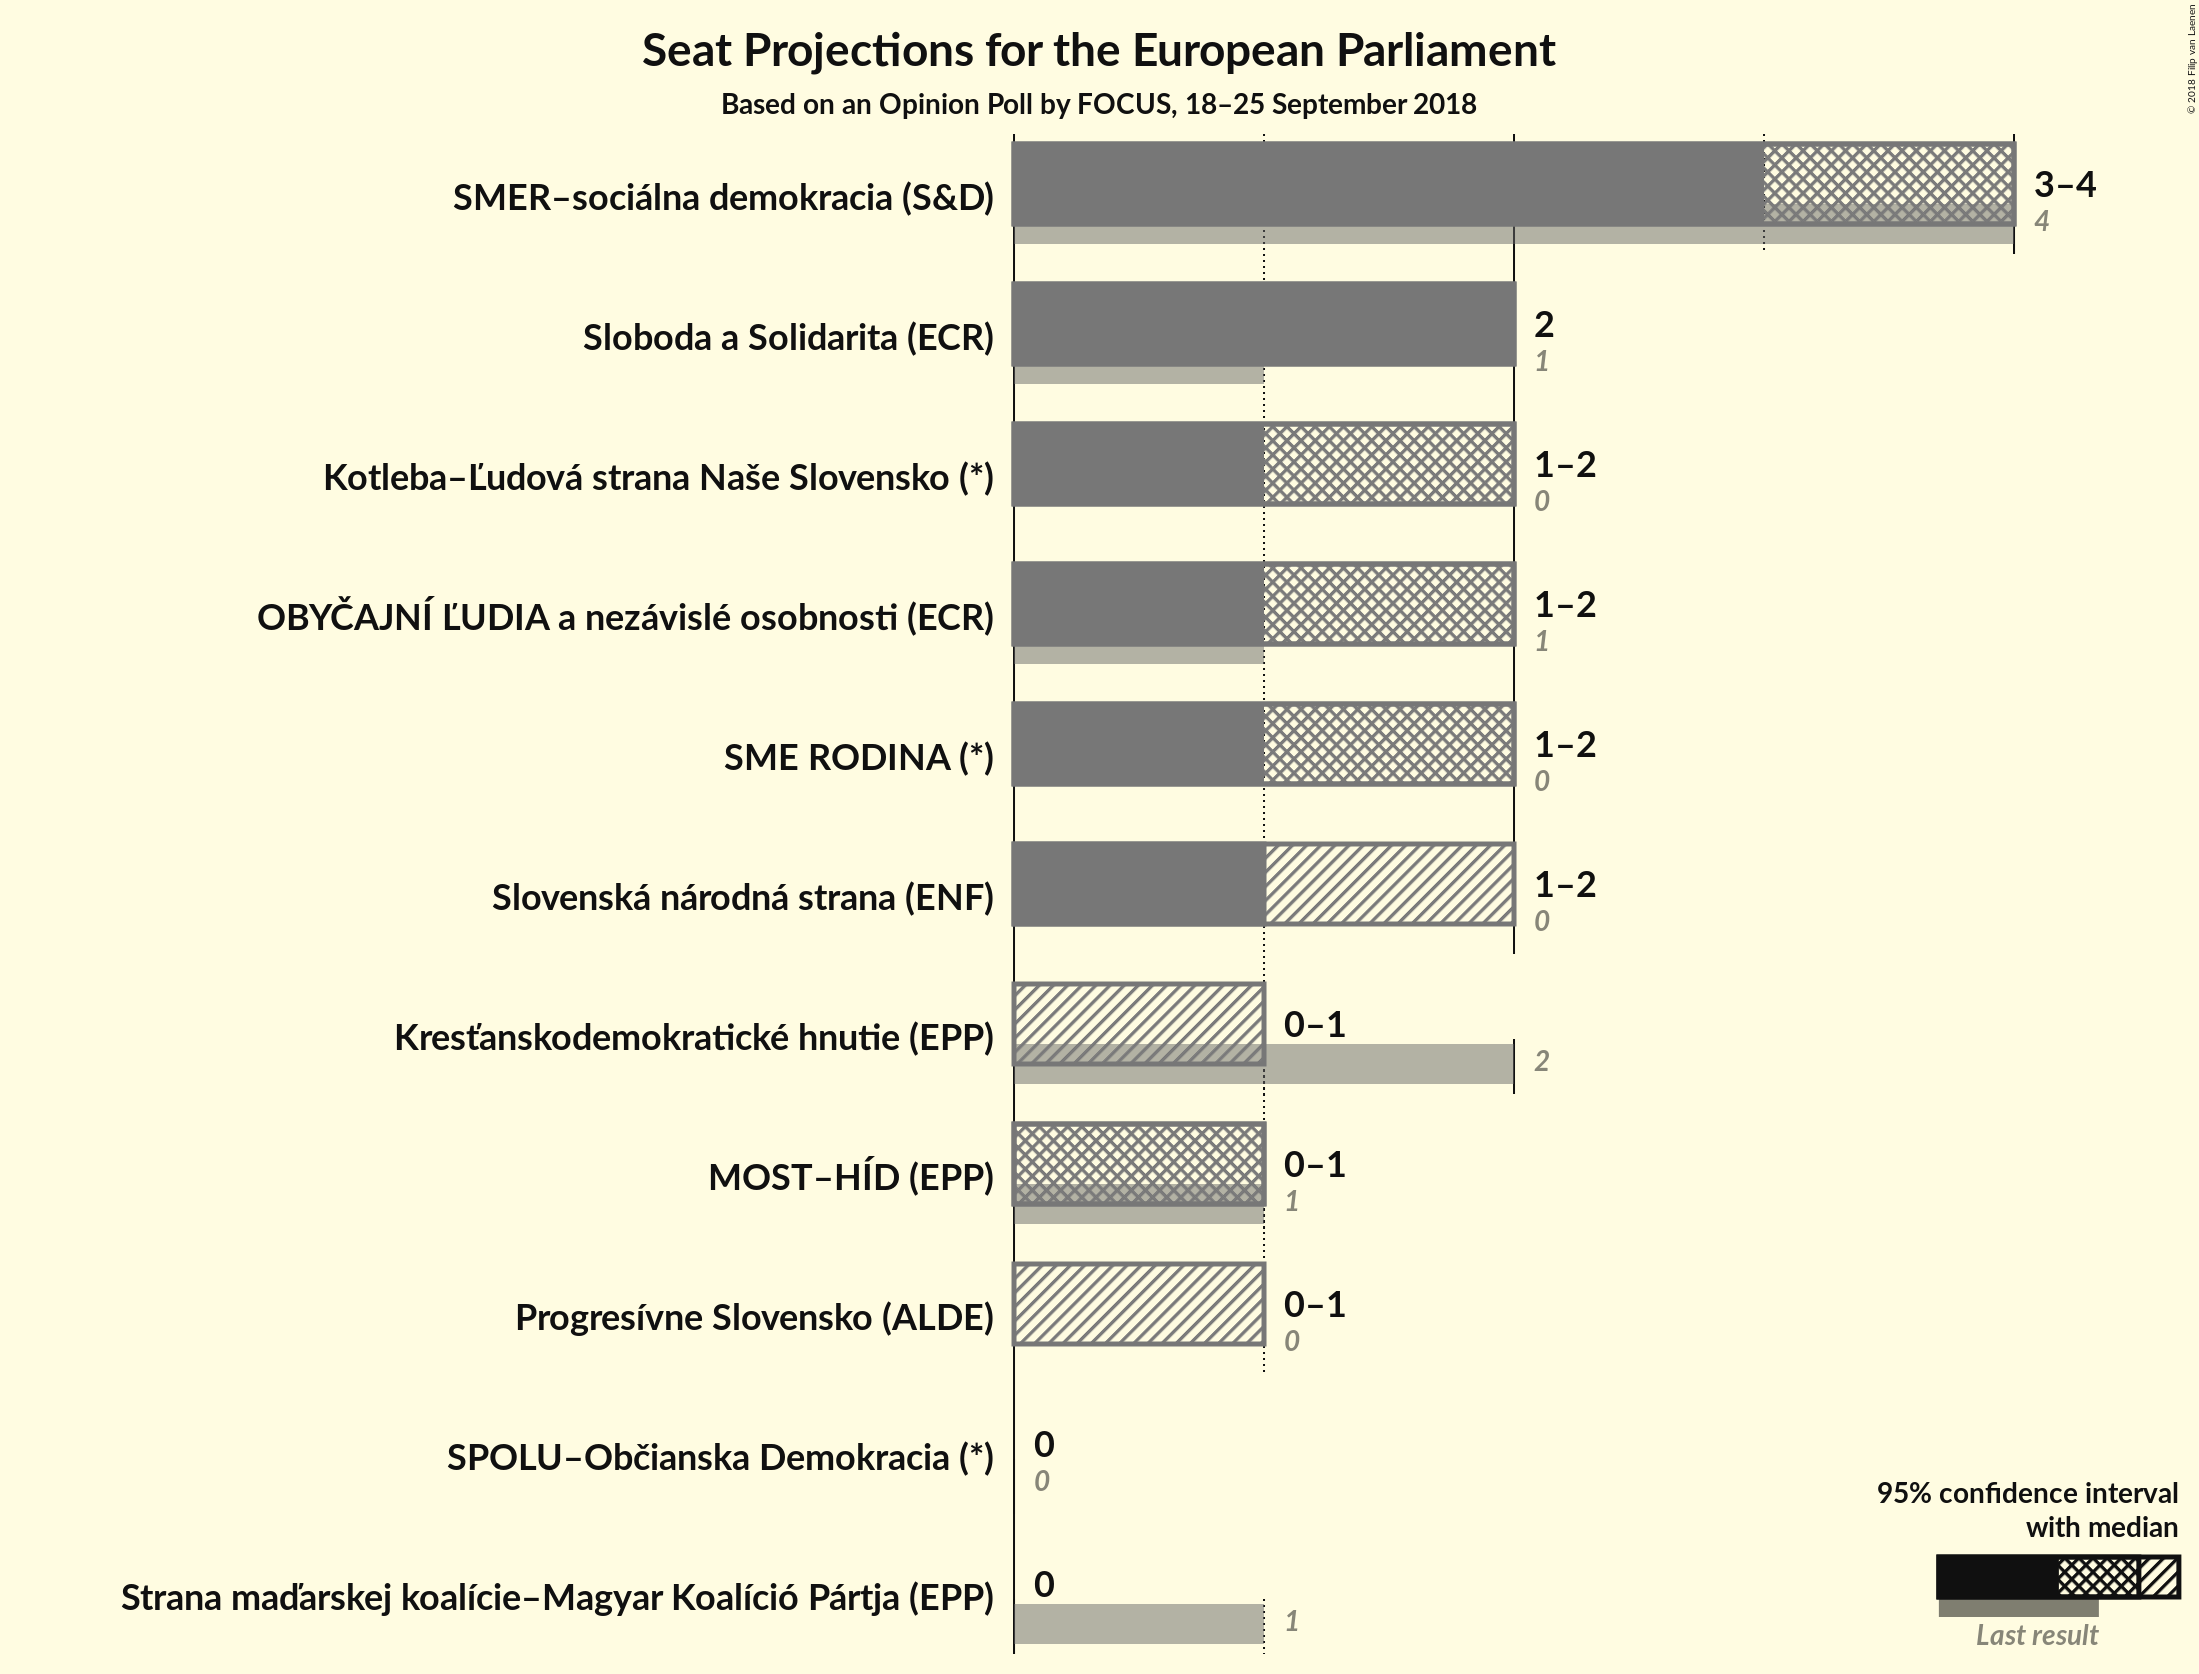 Seat Projections for the European Parliament
Based on an Opinion Poll by FOCUS, 18–25 September 2018
© 2018 Filip van Laenen
SMER–sociálna demokracia (S&D)
3–4
4
Sloboda a Solidarita (ECR)
2
1
Kotleba–Ľudová strana Naše Slovensko (*)
1–2
0
OBYČAJNÍ ĽUDIA a nezávislé osobnosti (ECR)
1–2
1
SME RODINA (*)
1–2
0
Slovenská národná strana (ENF)
1–2
0
Kresťanskodemokratické hnutie (EPP)
0–1
2
MOST–HÍD (EPP)
0–1
1
Progresívne Slovensko (ALDE)
0–1
0
SPOLU–Občianska Demokracia (*)
0
0
Strana maďarskej koalície–Magyar Koalíció Pártja (EPP)
0
1
95% confidence interval
with median
Last result